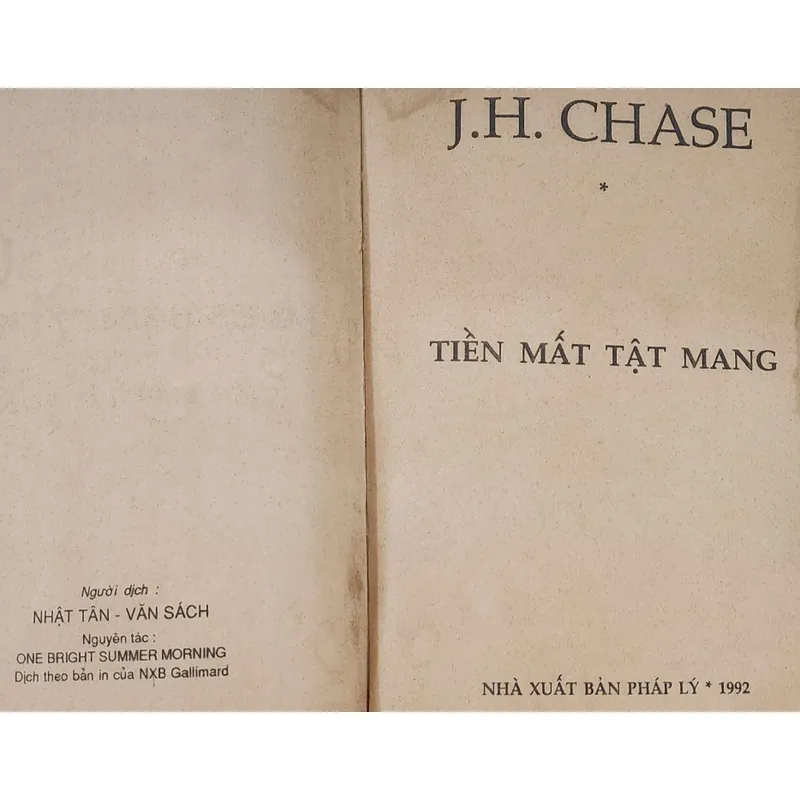 Người dịch :
NHẬT TÂN - VĂN SÁCH
Nguyên tác :
ONE BRIGHT SUMMER MORNING
Dịch theo bản in của NXB Gallimard
J.H. CHASE
*
TIỀN MẤT TẬT MANG
NHÀ XUẤT BẢN PHÁP LÝ * 1992